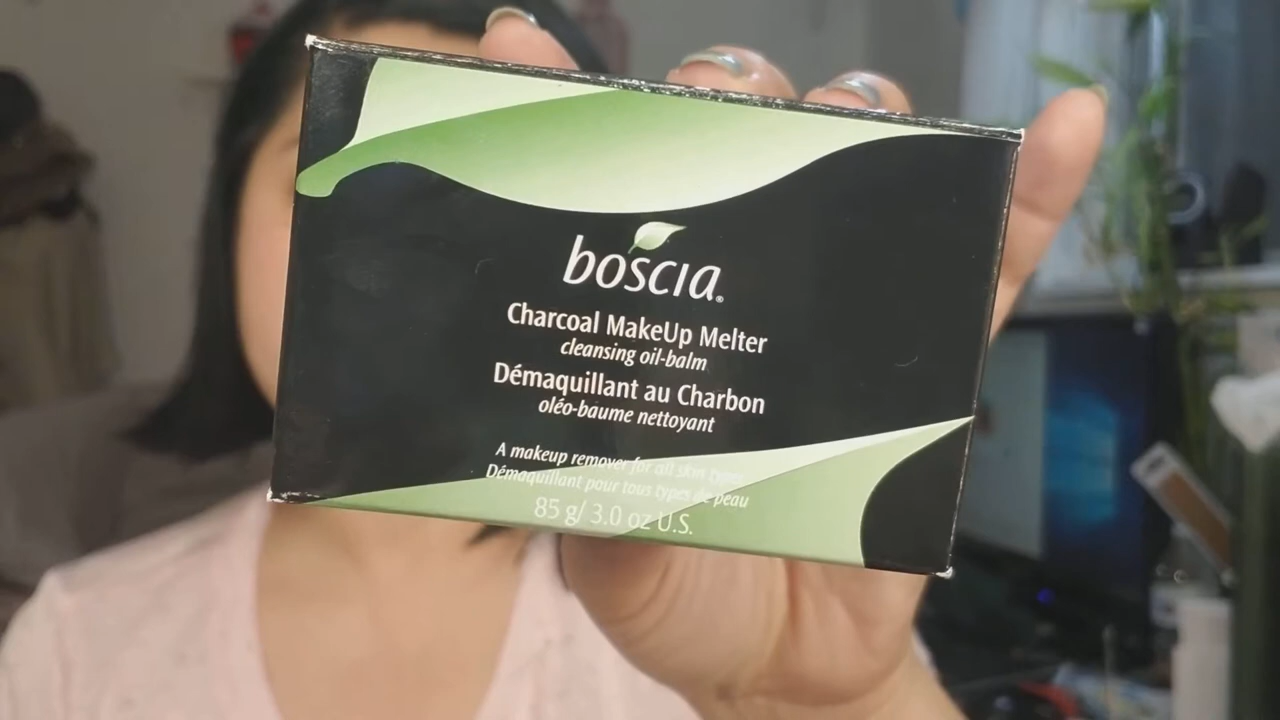 boscia®
Charcoal MakeUp Melter
cleansing oil-balm
Démaquillant au Charbon
oléo-baume nettoyant
A makeup remover for all skin types
Démaquillant pour tous types de peau
85 g/ 3.0 oz U.S.